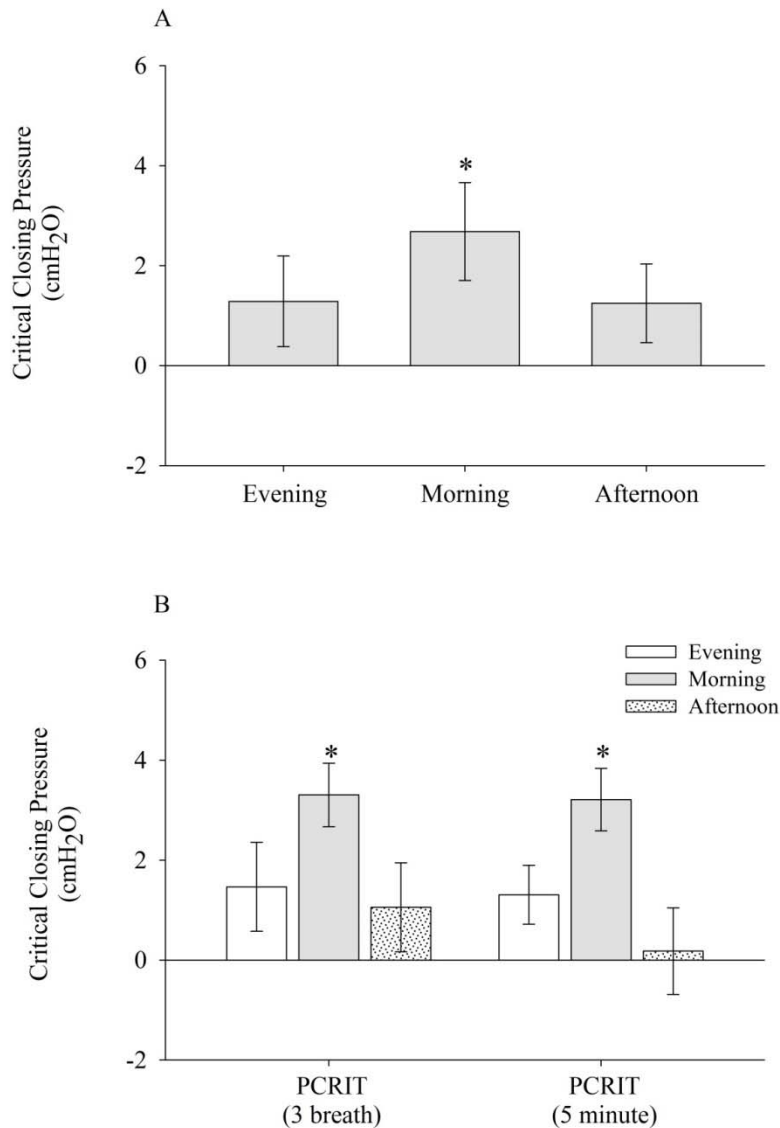 A
Critical Closing Pressure
(cmH₂O)
6
4
2
0
-2
*
Evening Morning Afternoon
B
Critical Closing Pressure
(cmH₂O)
6
4
2
0
-2
Evening
Morning
Afternoon
* *
PCRIT PCRIT
(3 breath) (5 minute)